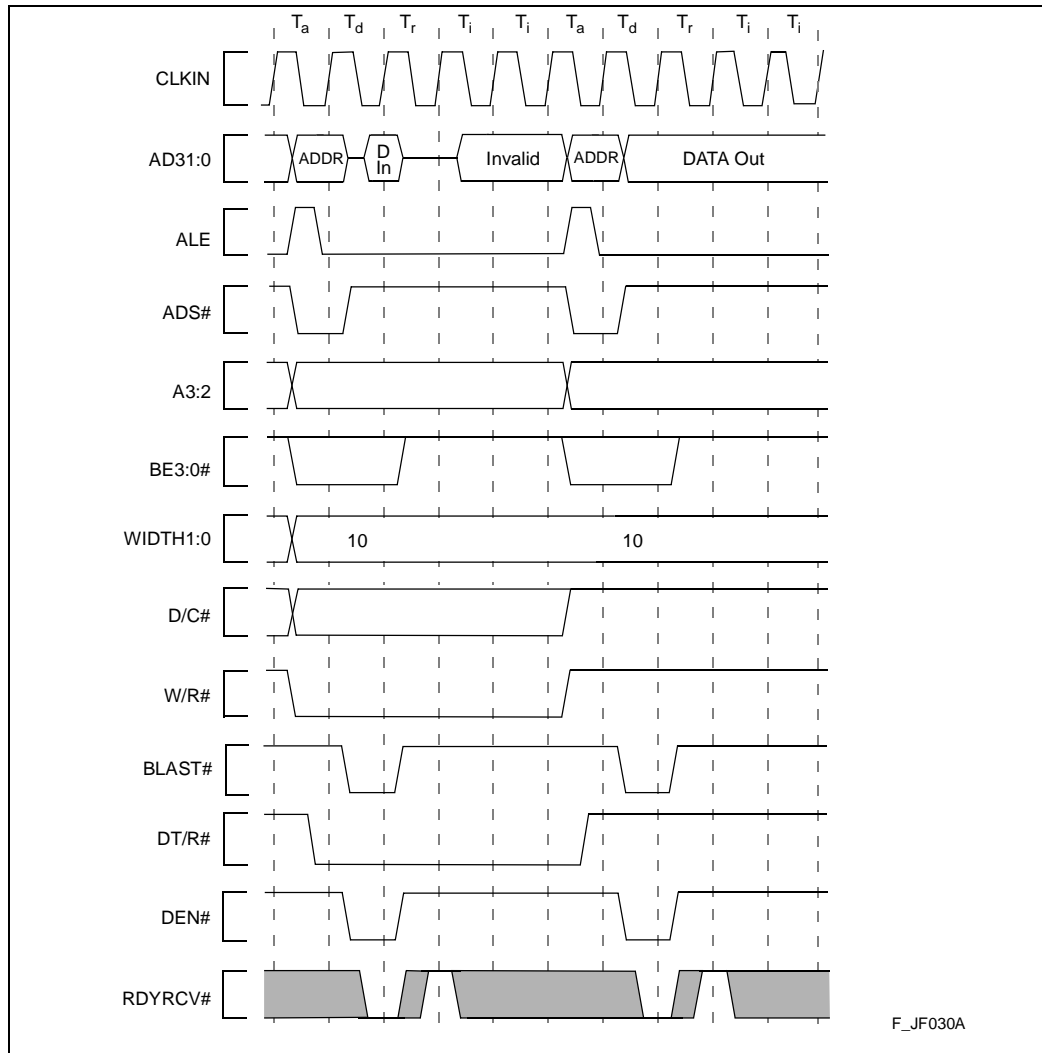 Ta Td Tr Ti Ti Ta Td Tr Ti Ti
CLKIN
AD31:0 ADDR D In Invalid ADDR DATA Out
ALE
ADS#
A3:2
BE3:0#
WIDTH1:0 10 10
D/C#
W/R#
BLAST#
DT/R#
DEN#
RDYRCV#
F_JF030A